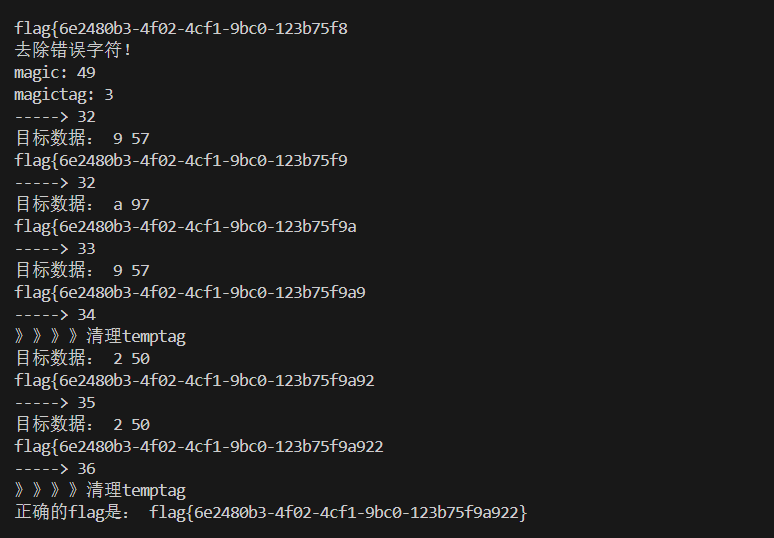 flag{6e2480b3-4f02-4cf1-9bc0-123b75f8
去除错误字符!
magic: 49
magictag: 3
-----> 32
目标数据： 9 57
flag{6e2480b3-4f02-4cf1-9bc0-123b75f9
-----> 32
目标数据： a 97
flag{6e2480b3-4f02-4cf1-9bc0-123b75f9a
-----> 33
目标数据： 9 57
flag{6e2480b3-4f02-4cf1-9bc0-123b75f9a9
-----> 34
》》》》清理temptag
目标数据： 2 50
flag{6e2480b3-4f02-4cf1-9bc0-123b75f9a92
-----> 35
目标数据： 2 50
flag{6e2480b3-4f02-4cf1-9bc0-123b75f9a922
-----> 36
》》》》清理temptag
正确的flag是： flag{6e2480b3-4f02-4cf1-9bc0-123b75f9a922}